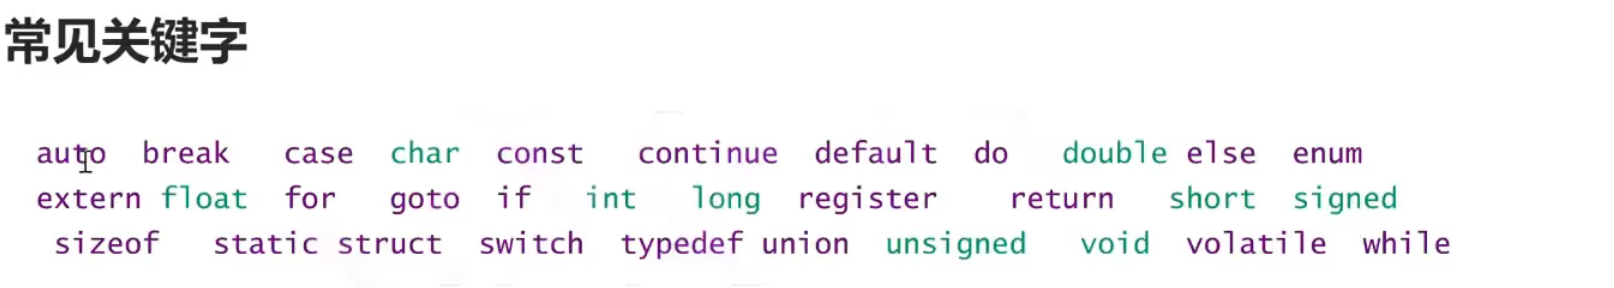 常见关键字
auto break case char const continue default do double else enum
extern float for goto if int long register return short signed
sizeof static struct switch typedef union unsigned void volatile while